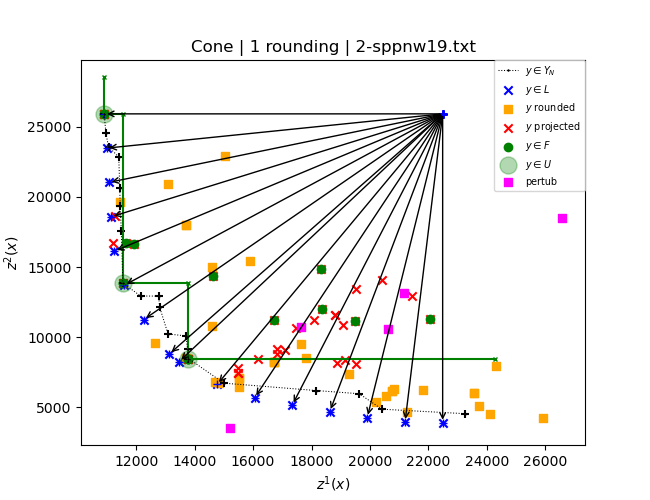 Cone | 1 rounding | 2-sppnw19.txt
y ∈ Y_N
y ∈ L
y rounded
y projected
y ∈ F
y ∈ U
pertub
z²(x)
25000
20000
15000
10000
5000
12000 14000 16000 18000 20000 22000 24000 26000
z¹(x)